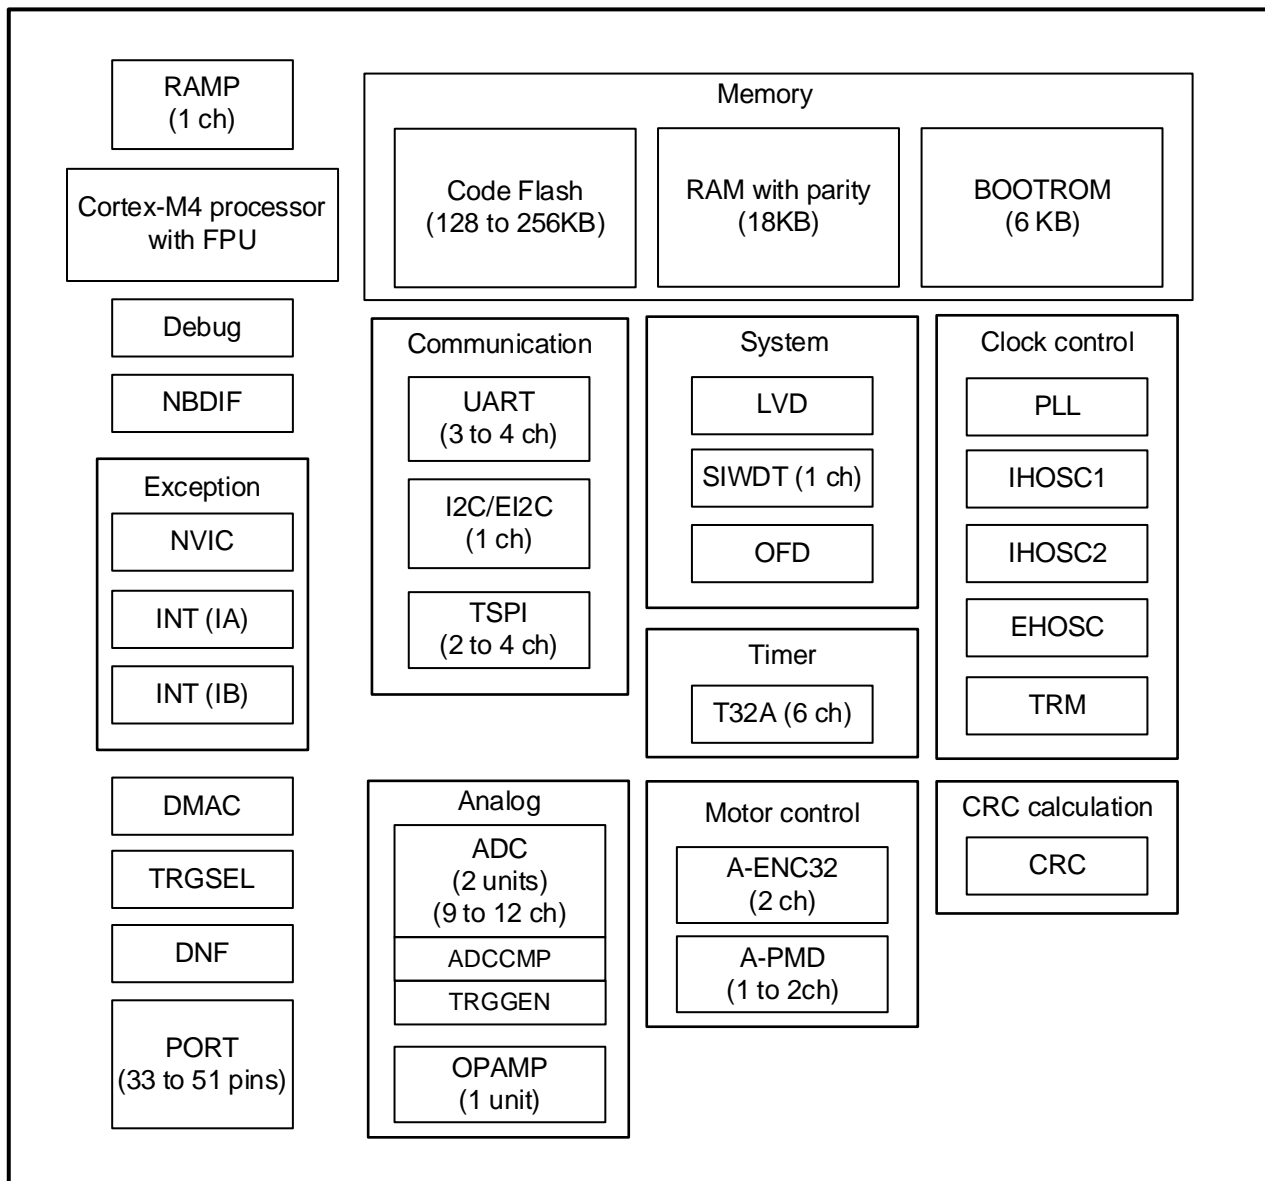 RAMP
(1 ch)
Cortex-M4 processor
with FPU
Debug
NBDIF
Exception
NVIC
INT (IA)
INT (IB)
DMAC
TRGSEL
DNF
PORT
(33 to 51 pins)
Memory
Code Flash
(128 to 256KB)
RAM with parity
(18KB)
BOOTROM
(6 KB)
Communication
UART
(3 to 4 ch)
I2C/EI2C
(1 ch)
TSPI
(2 to 4 ch)
System
LVD
SIWDT (1 ch)
OFD
Timer
T32A (6 ch)
Clock control
PLL
IHOSC1
IHOSC2
EHOSC
TRM
Analog
ADC
(2 units)
(9 to 12 ch)
ADCCMP
TRGGEN
OPAMP
(1 unit)
Motor control
A-ENC32
(2 ch)
A-PMD
(1 to 2ch)
CRC calculation
CRC